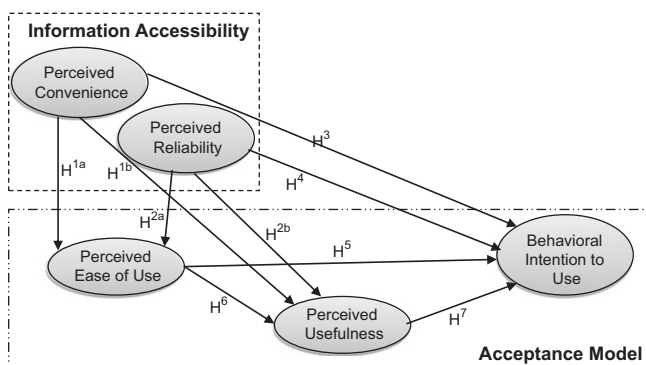 Information Accessibility
Perceived
Convenience
Perceived
Reliability
H3
H1a
H1b
H4
H2a
H2b
H5
Behavioral
Intention to
Use
Perceived
Ease of Use
H6
Perceived
Usefulness
H7
Acceptance Model